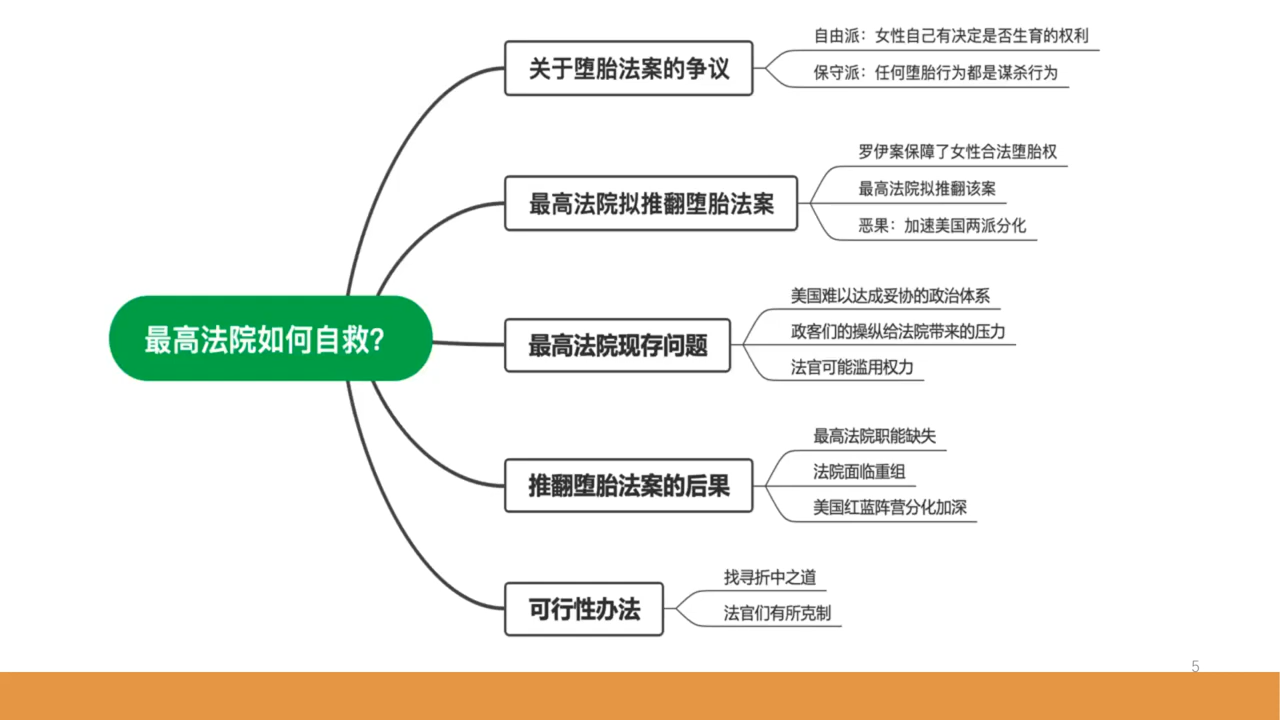 关于堕胎法案的争议
自由派：女性自己有决定是否生育的权利
保守派：任何堕胎行为都是谋杀行为
最高法院拟推翻堕胎法案
罗伊案保障了女性合法堕胎权
最高法院拟推翻该案
恶果：加速美国两派分化
最高法院如何自救?
最高法院现存问题
美国难以达成妥协的政治体系
政客们的操纵给法院带来的压力
法官可能滥用权力
推翻堕胎法案的后果
最高法院职能缺失
法院面临重组
美国红蓝阵营分化加深
可行性办法
找寻折中之道
法官们有所克制
5